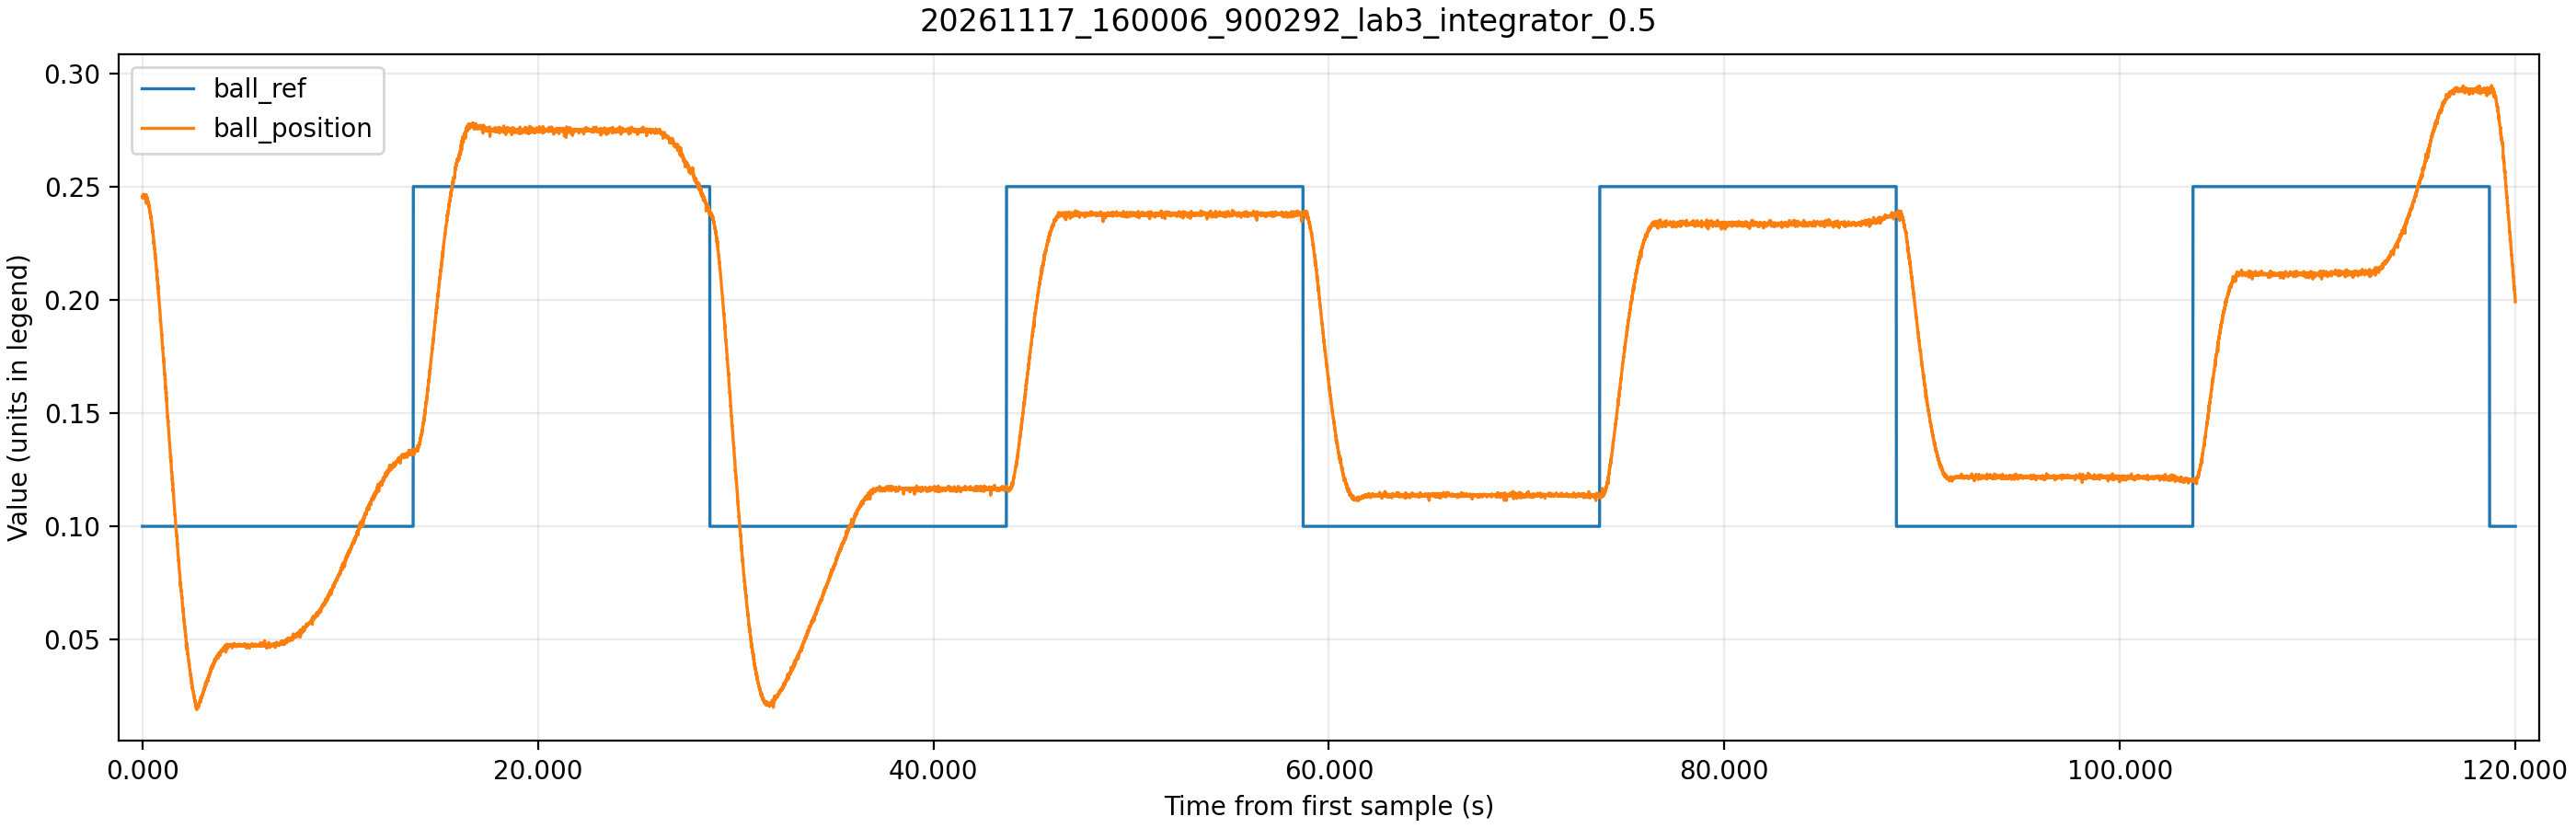 20261117_160006_900292_lab3_integrator_0.5
ball_ref
ball_position
Value (units in legend)
0.30
0.25
0.20
0.15
0.10
0.05
0.000
20.000
40.000
60.000
80.000
100.000
120.000
Time from first sample (s)